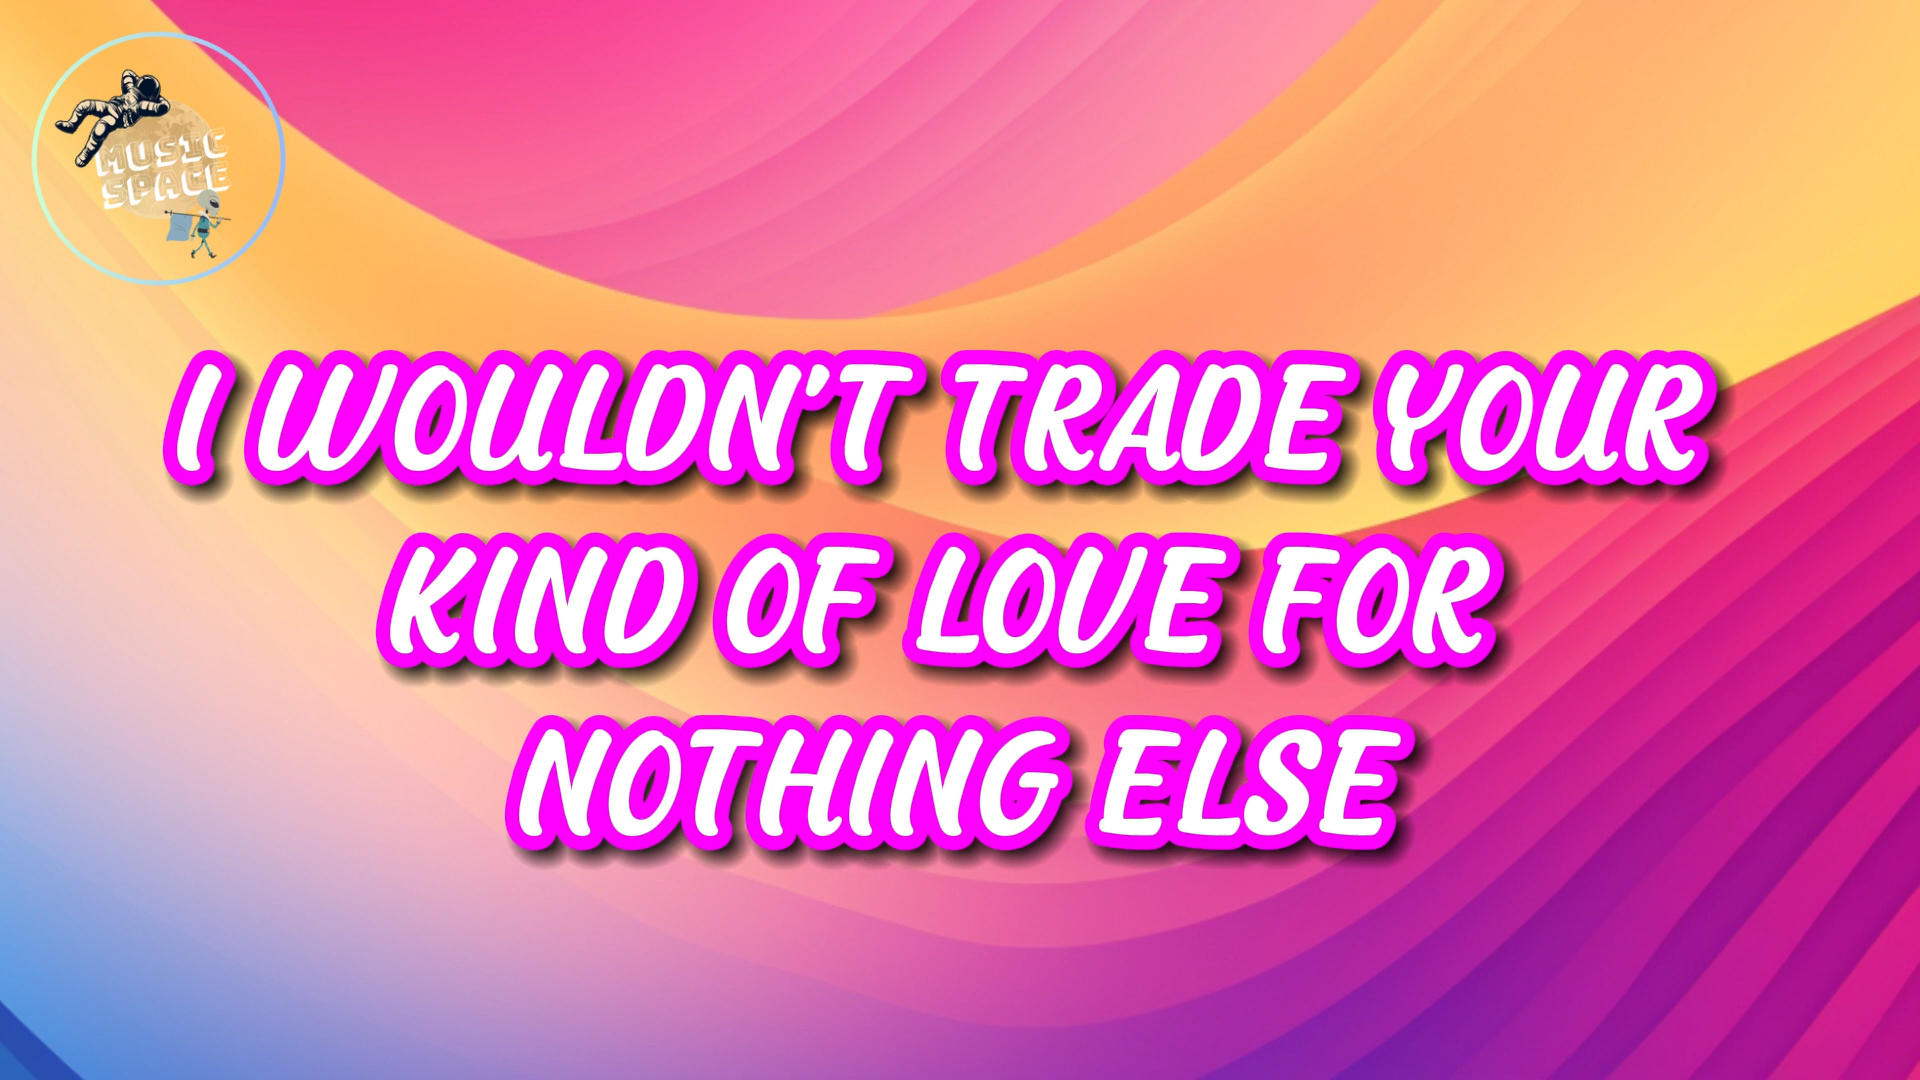 MUSIC
SPACE
I WOULDN'T TRADE YOUR
KIND OF LOVE FOR
NOTHING ELSE